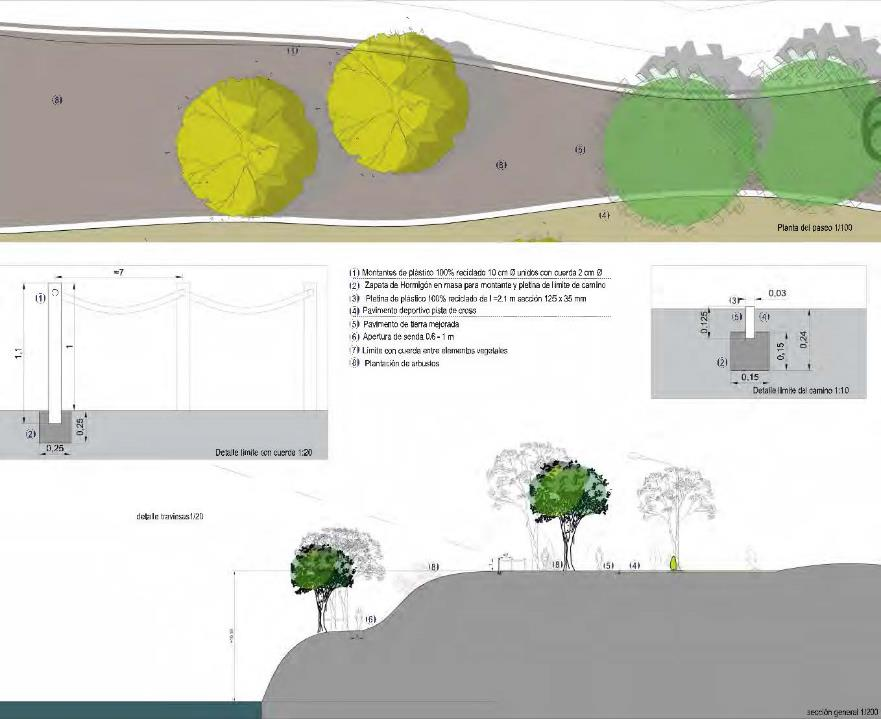 (1)
(8)
(8)
(5)
(4)
6
Planta del paseo 1/100
≈7
(1)
1,1
1
(2)
0,25
0,25
Detalle límite con cuerda 1:20
(1) Montantes de plástico 100% reciclado 10 cm Ø unidos con cuerda 2 cm Ø
(2) Zapata de Hormigón en masa para montante y pletina de límite de camino
(3) Pletina de plástico 100% reciclado de l =2,1 m sección 125 x 35 mm
(4) Pavimento deportivo pista de cross
(5) Pavimento de tierra mejorada
(6) Apertura de senda 0.6 - 1 m
(7) Límite con cuerda entre elementos vegetales
(8) Plantación de arbustos
(3)
0,03
0,125
(5)
(4)
0,24
0,15
(2)
0,15
Detalle límite del camino 1:10
detalle traviesas1/20
(8)
(8)
(5)
(4)
(6)
sección general 1/200